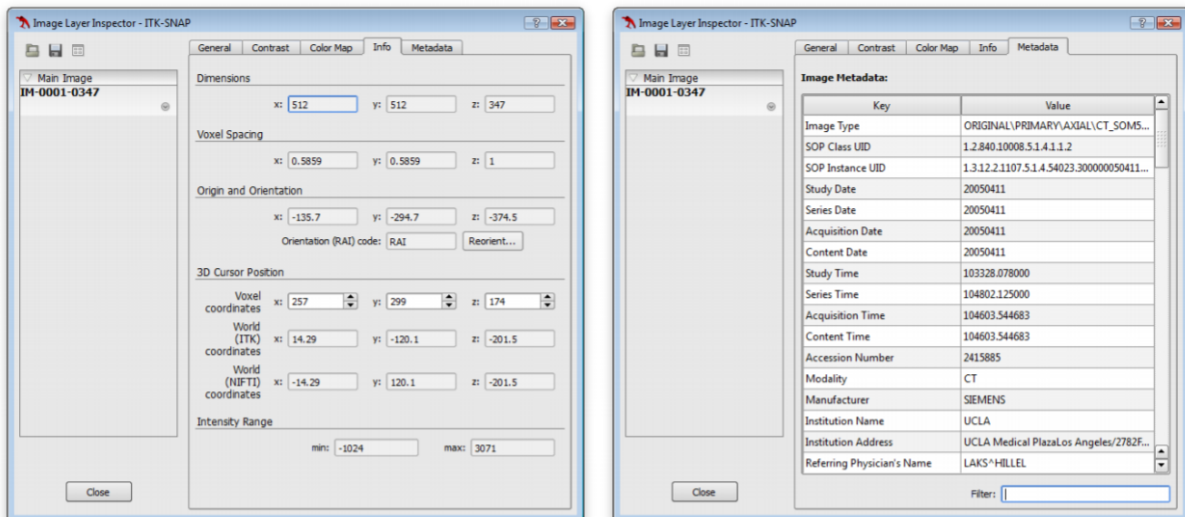 Image Layer Inspector - ITK-SNAP
Main Image
IM-0001-0347
General Contrast Color Map Info Metadata
Dimensions
x: 512 y: 512 z: 347
Voxel Spacing
x: 0.5859 y: 0.5859 z: 1
Origin and Orientation
x: -135.7 y: -294.7 z: -374.5
Orientation (RAI) code: RAI Reorient...
3D Cursor Position
Voxel
coordinates x: 257 y: 299 z: 174
World
(ITK) x: 14.29 y: -120.1 z: -201.5
coordinates
World
(NIFTI) x: -14.29 y: 120.1 z: -201.5
coordinates
Intensity Range
min: -1024 max: 3071
Close
Image Layer Inspector - ITK-SNAP
Main Image
IM-0001-0347
General Contrast Color Map Info Metadata
Image Metadata:
Key Value
Image Type ORIGINAL\PRIMARY\AXIAL\CT_SOM5...
SOP Class UID 1.2.840.10008.5.1.4.1.1.2
SOP Instance UID 1.3.12.2.1107.5.1.4.54023.300000050411...
Study Date 20050411
Series Date 20050411
Acquisition Date 20050411
Content Date 20050411
Study Time 103328.078000
Series Time 104802.125000
Acquisition Time 104603.544683
Content Time 104603.544683
Accession Number 2415885
Modality CT
Manufacturer SIEMENS
Institution Name UCLA
Institution Address UCLA Medical PlazaLos Angeles/2782F...
Referring Physician's Name LAKS^HILLEL
Close
Filter: